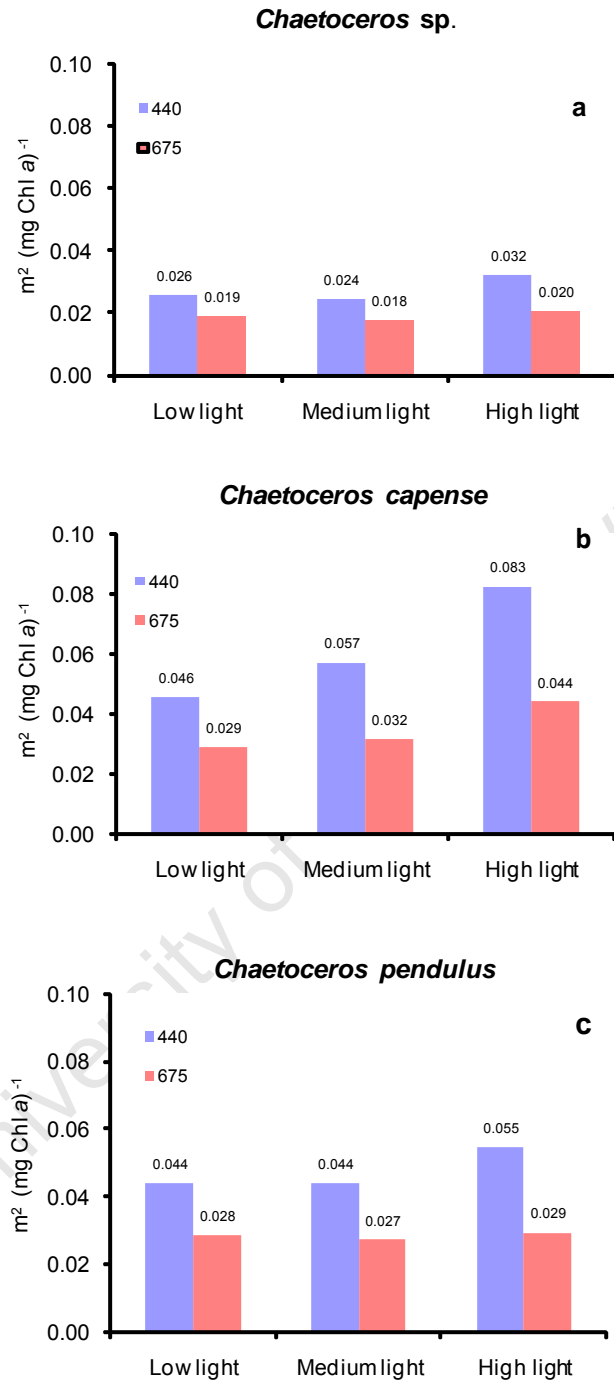 Chaetoceros sp.
a
0.10
0.08
0.06
0.04
0.02
0.00
m² (mg Chl a)⁻¹
440
675
0.026
0.019
0.024
0.018
0.032
0.020
Low light
Medium light
High light
Chaetoceros capense
b
0.10
0.08
0.06
0.04
0.02
0.00
m² (mg Chl a)⁻¹
440
675
0.046
0.029
0.057
0.032
0.083
0.044
Low light
Medium light
High light
Chaetoceros pendulus
c
0.10
0.08
0.06
0.04
0.02
0.00
m² (mg Chl a)⁻¹
440
675
0.044
0.028
0.044
0.027
0.055
0.029
Low light
Medium light
High light
University of